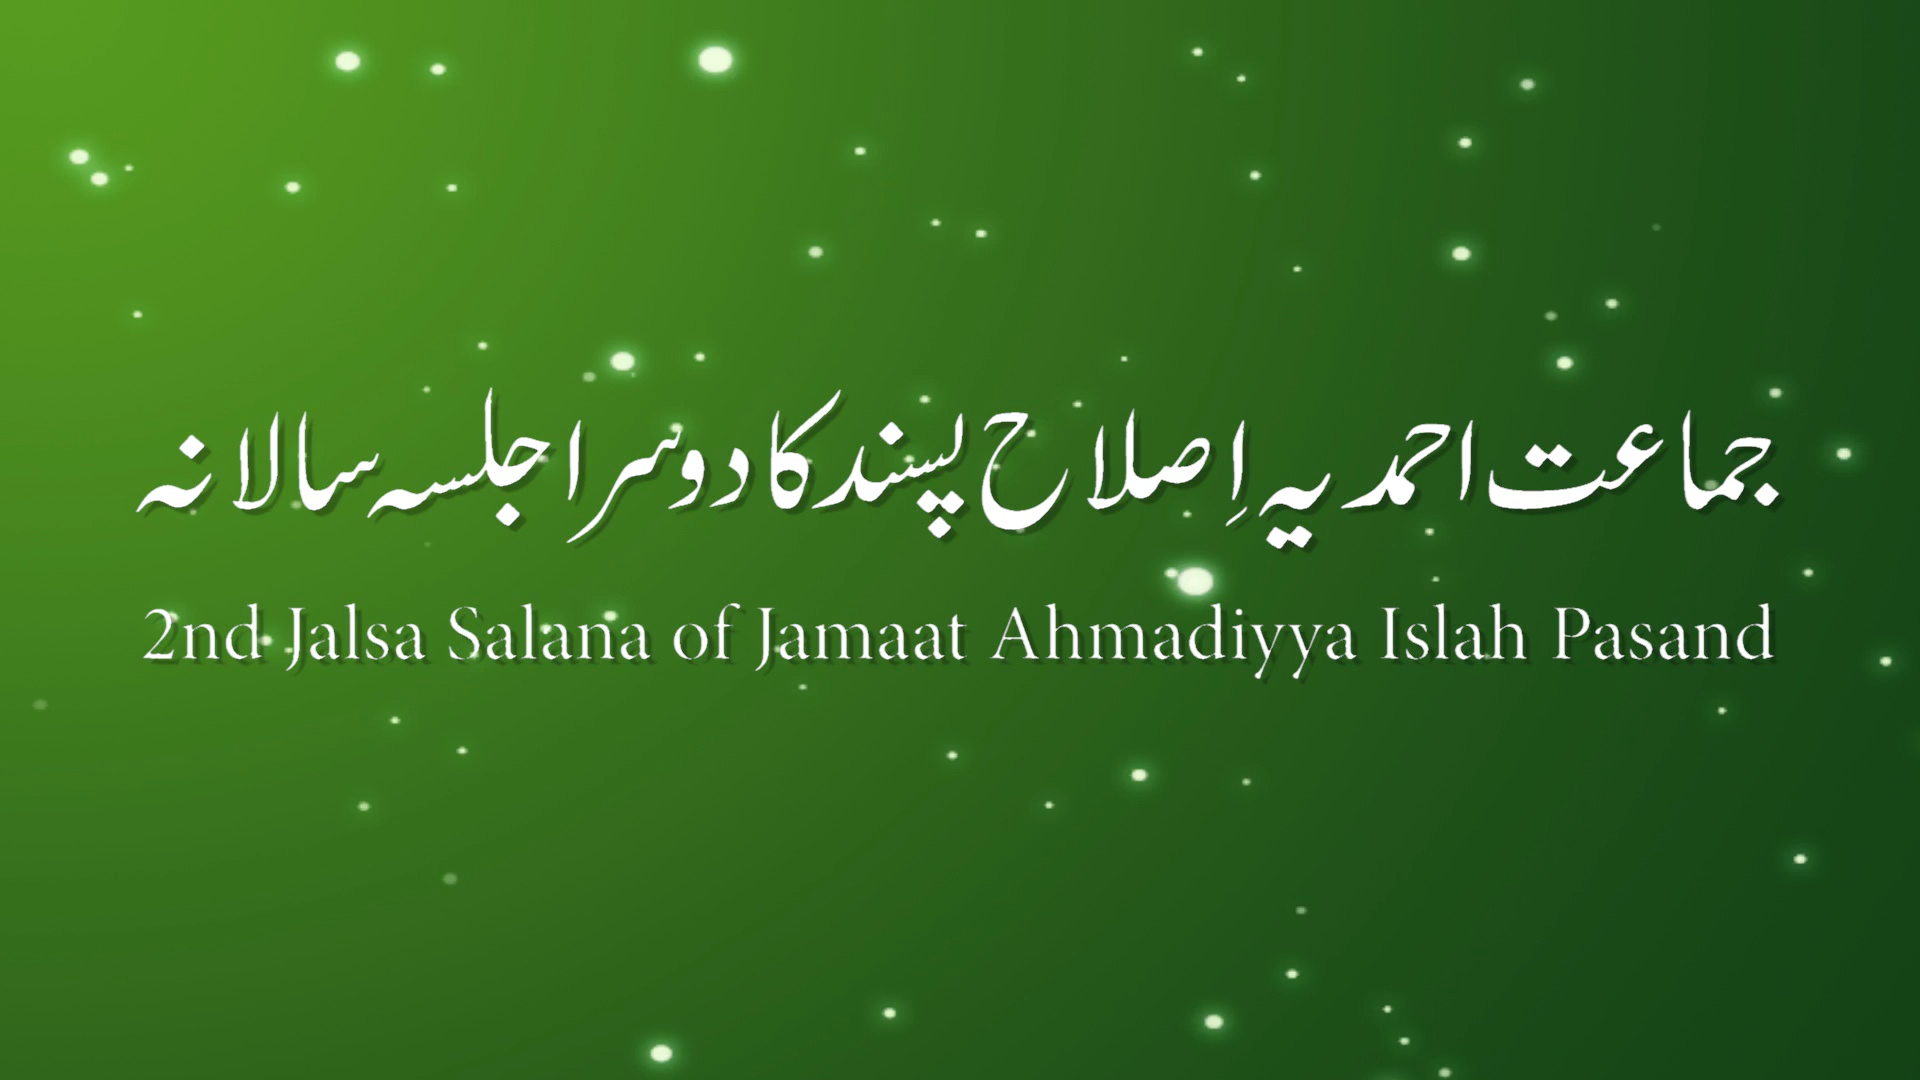 جماعت احمدیہ اِصلاح پسند کا دوسرا جلسہ سالانہ
2nd Jalsa Salana of Jamaat Ahmadiyya Islah Pasand